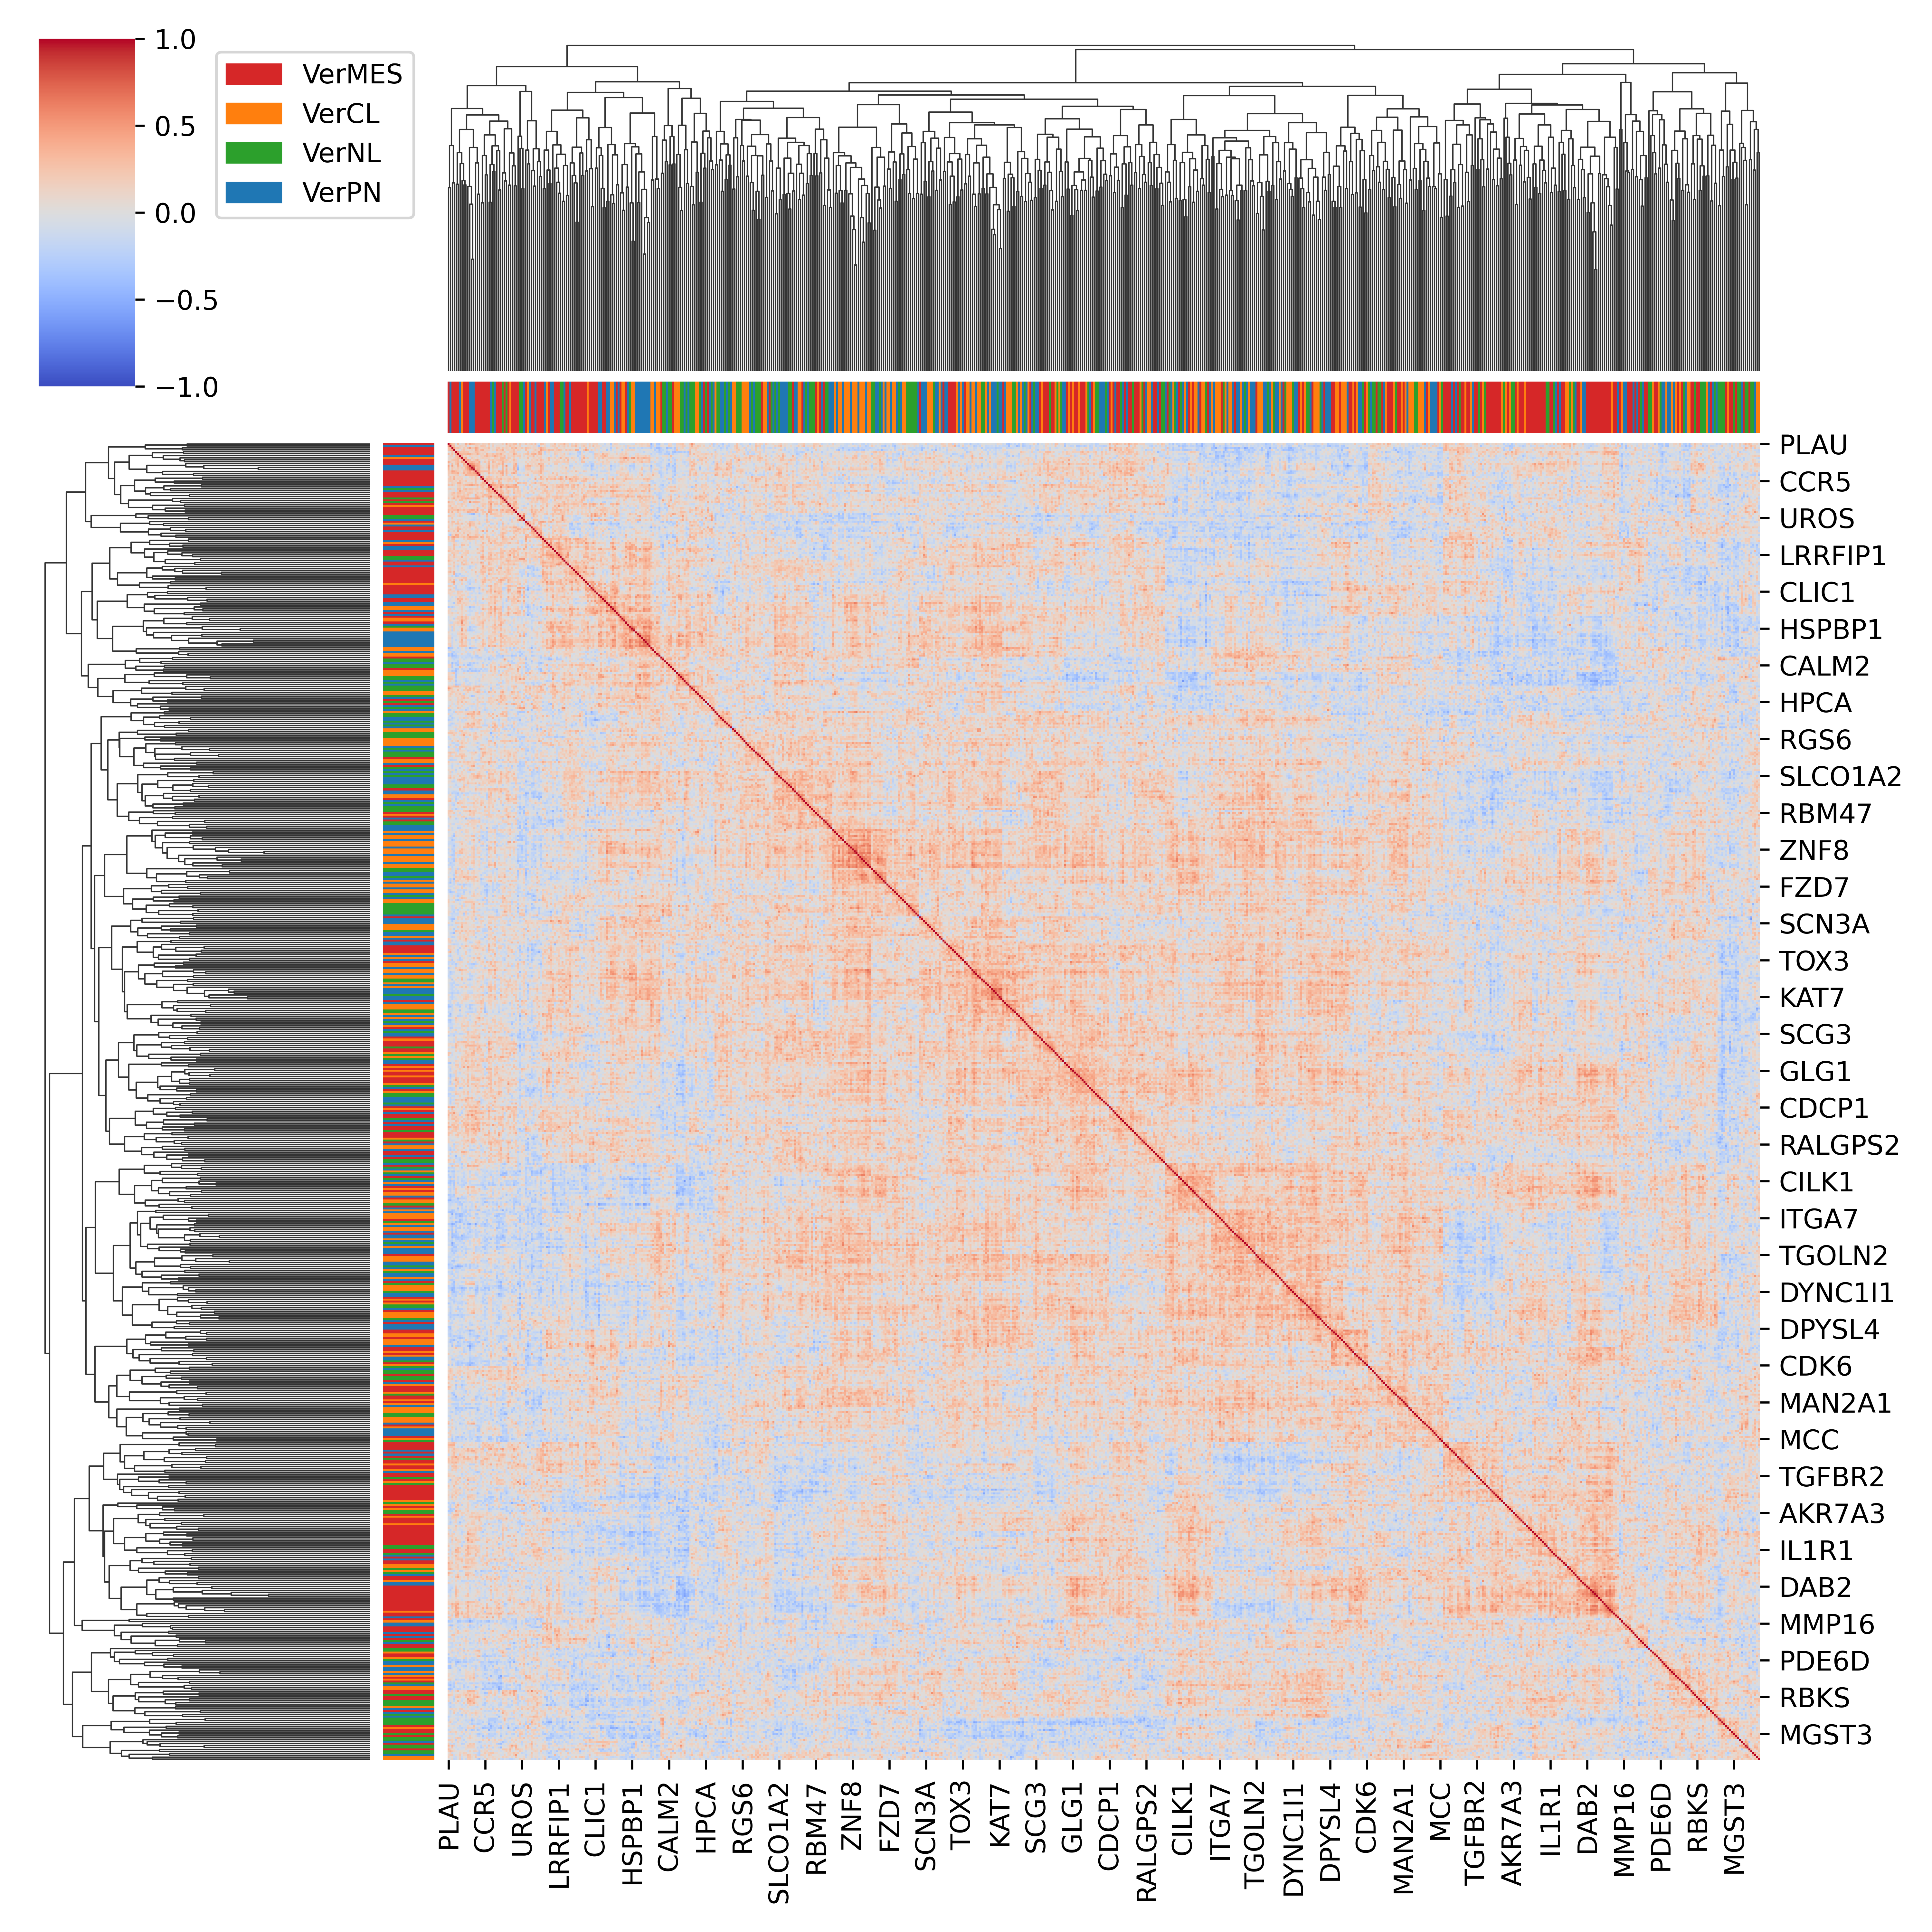 1.0
0.5
0.0
−0.5
−1.0
VerMES
VerCL
VerNL
VerPN
PLAU
CCR5
UROS
LRRFIP1
CLIC1
HSPBP1
CALM2
HPCA
RGS6
SLCO1A2
RBM47
ZNF8
FZD7
SCN3A
TOX3
KAT7
SCG3
GLG1
CDCP1
RALGPS2
CILK1
ITGA7
TGOLN2
DYNC1I1
DPYSL4
CDK6
MAN2A1
MCC
TGFBR2
AKR7A3
IL1R1
DAB2
MMP16
PDE6D
RBKS
MGST3
PLAU
CCR5
UROS
LRRFIP1
CLIC1
HSPBP1
CALM2
HPCA
RGS6
SLCO1A2
RBM47
ZNF8
FZD7
SCN3A
TOX3
KAT7
SCG3
GLG1
CDCP1
RALGPS2
CILK1
ITGA7
TGOLN2
DYNC1I1
DPYSL4
CDK6
MAN2A1
MCC
TGFBR2
AKR7A3
IL1R1
DAB2
MMP16
PDE6D
RBKS
MGST3